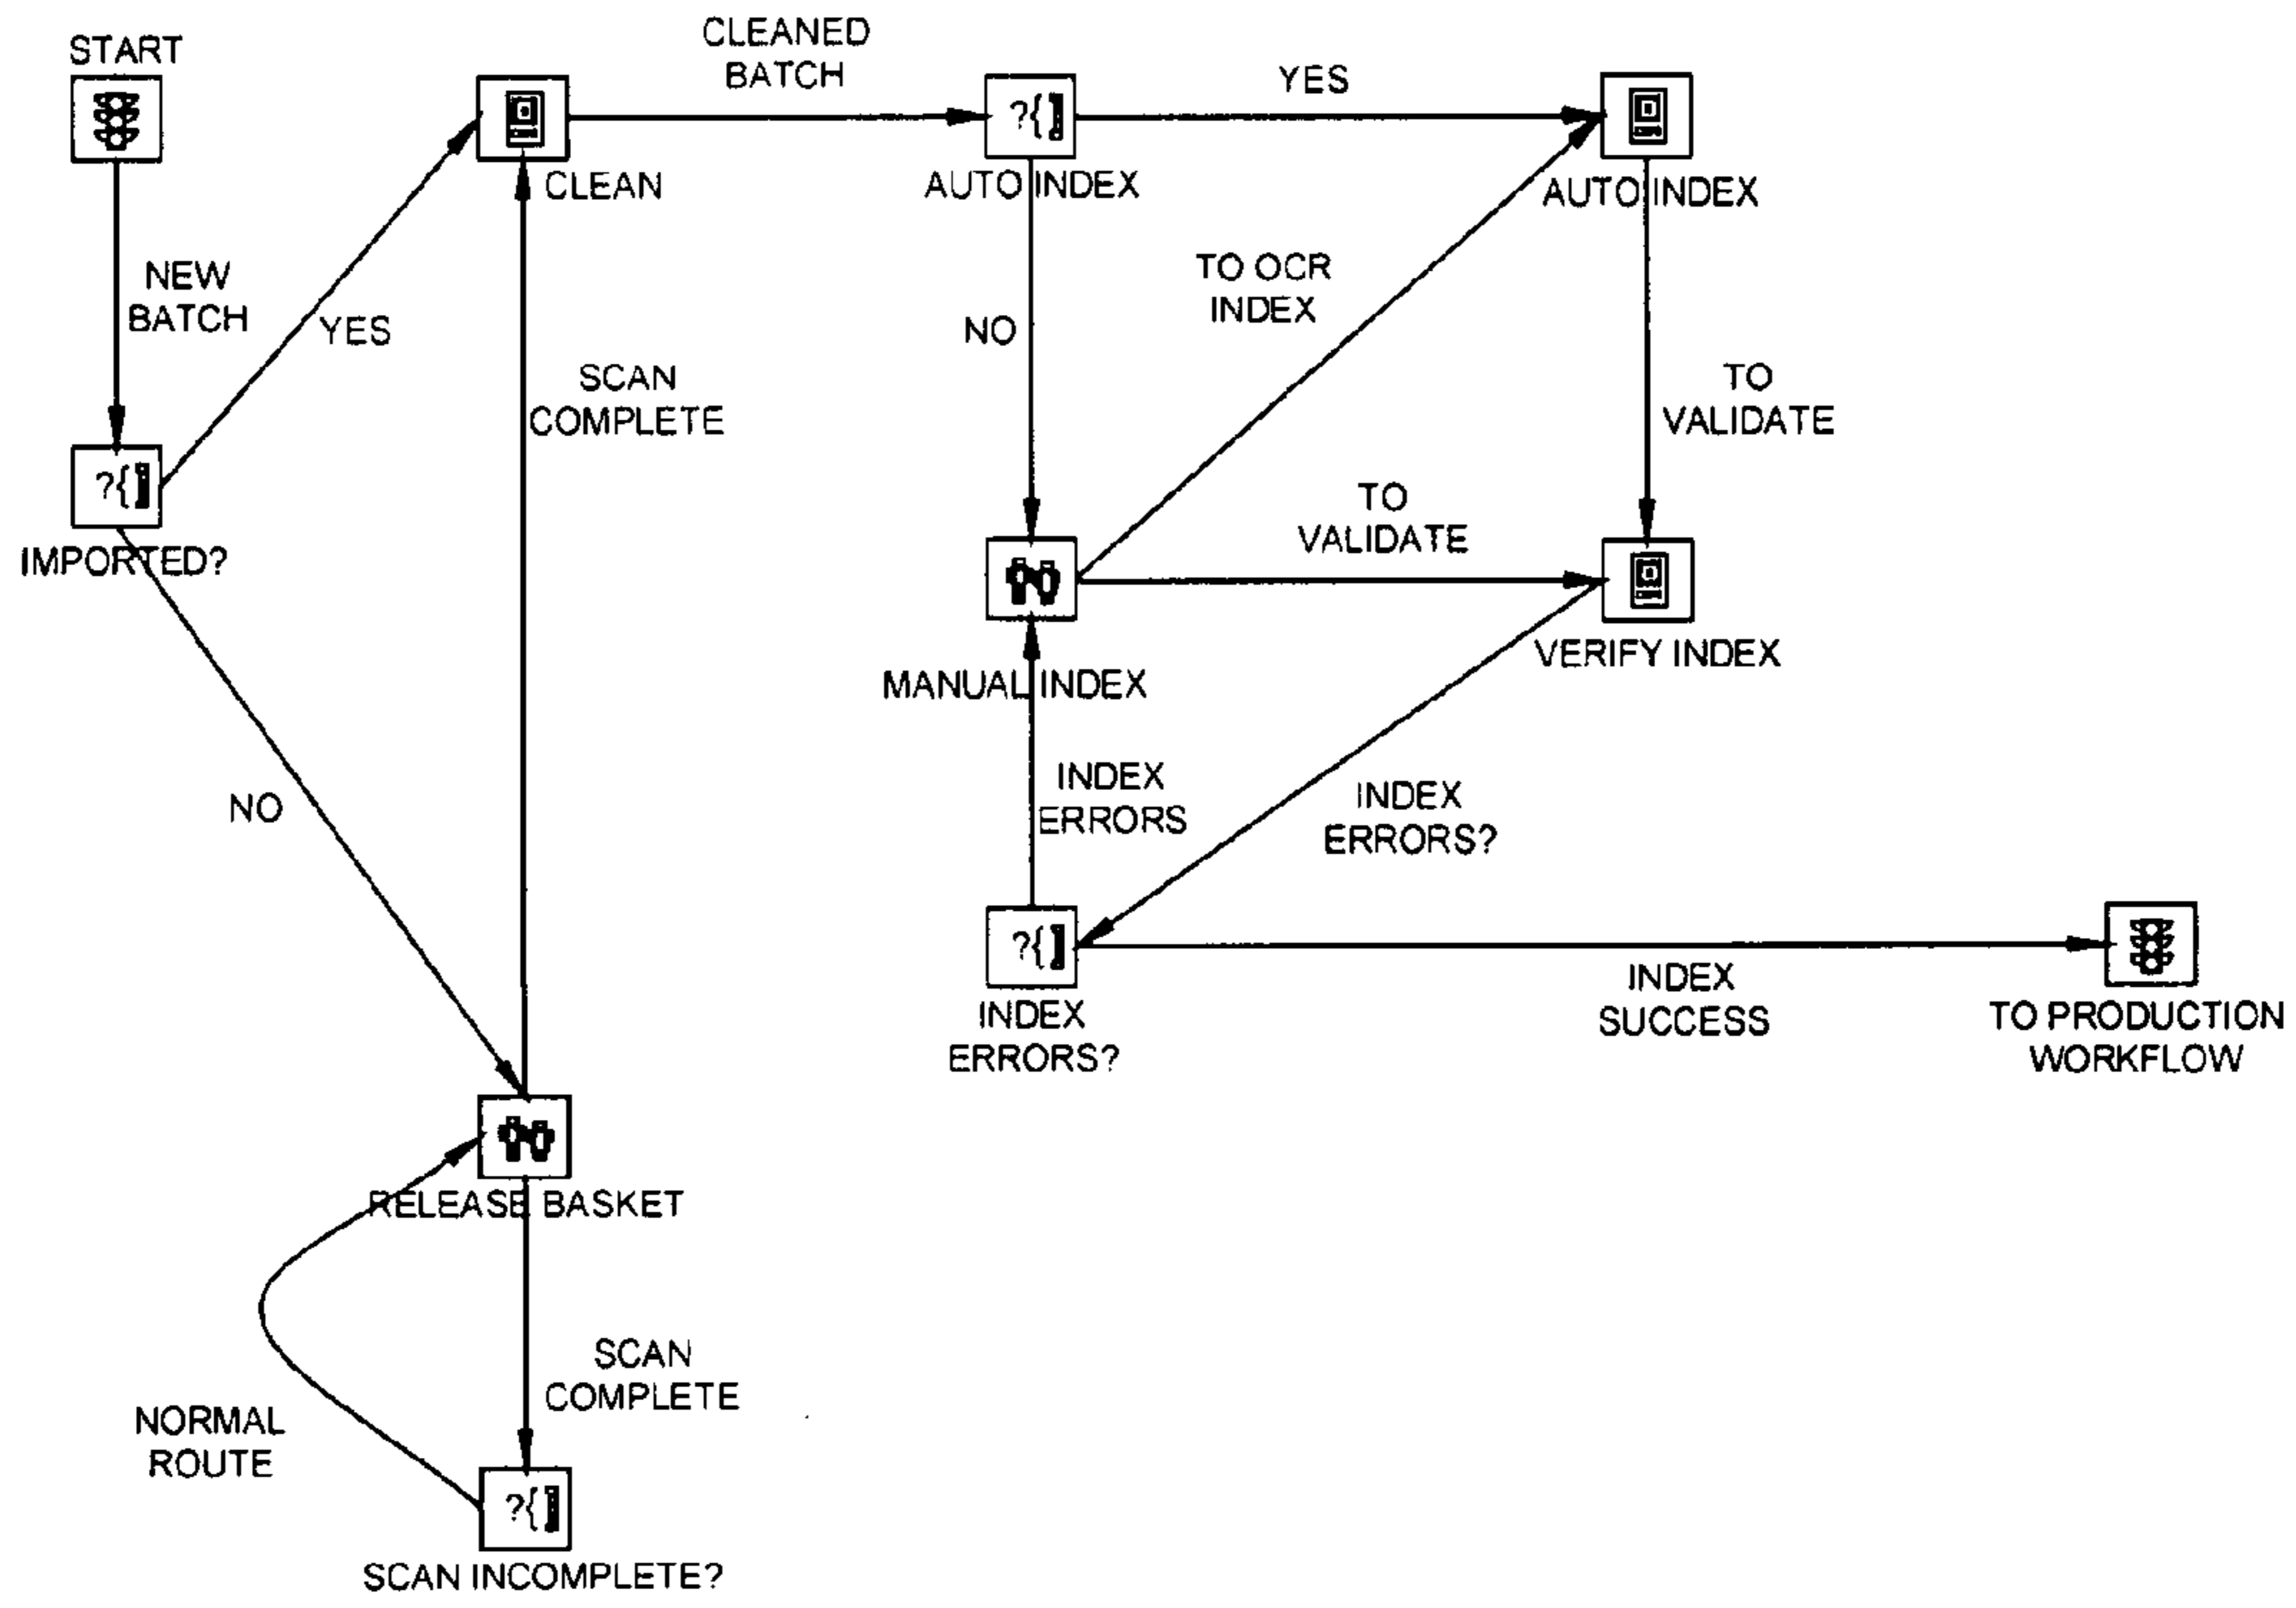 START
CLEANED
BATCH
YES
?{]
CLEAN
AUTO INDEX
AUTO INDEX
NEW
BATCH
YES
TO OCR
INDEX
NO
SCAN
COMPLETE
TO
VALIDATE
?{]
IMPORTED?
TO
VALIDATE
VERIFY INDEX
MANUAL INDEX
NO
INDEX
ERRORS
INDEX
ERRORS?
?{]
INDEX
ERRORS?
INDEX
SUCCESS
TO PRODUCTION
WORKFLOW
RELEASE BASKET
SCAN
COMPLETE
NORMAL
ROUTE
?{]
SCAN INCOMPLETE?